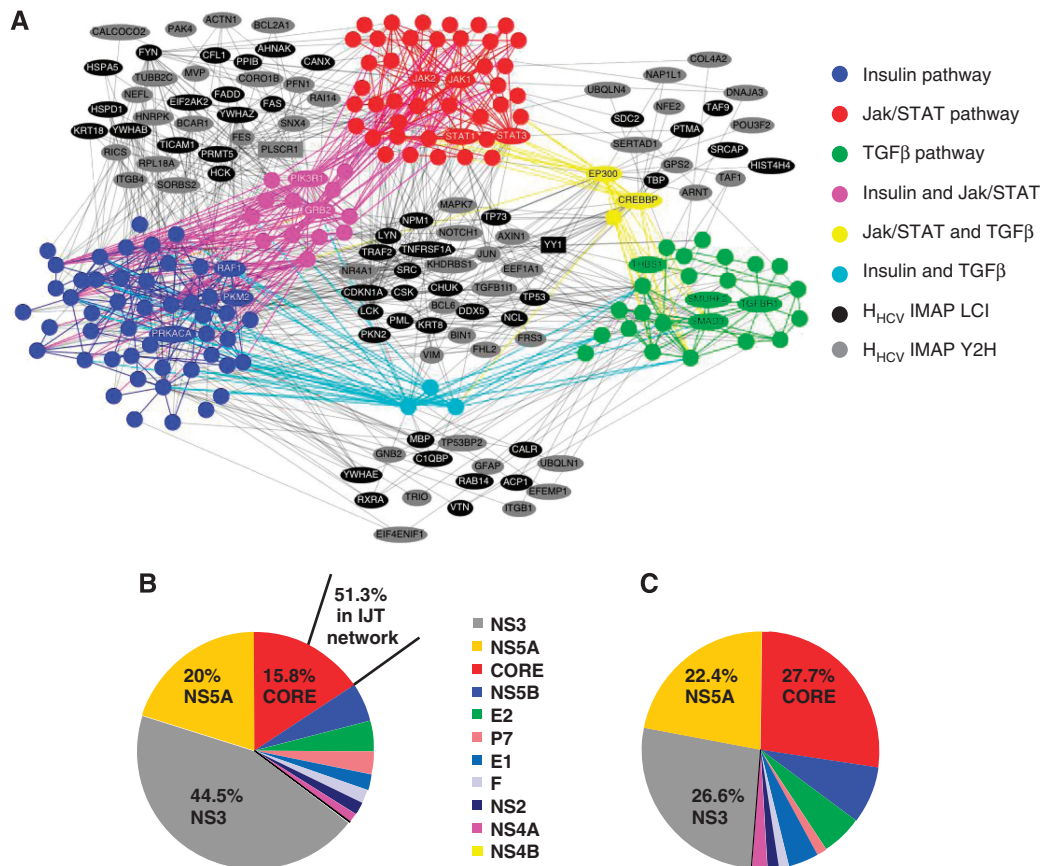 A
CALCOCO2
PAK4
ACTN1
BCL2A1
FYN
CFL1
PPIB
AHNAK
CANX
HSPA5
TUBB2C
MVP
CORO1B
PFN1
NEFL
EIF2AK2
FADD
FAS
RAI14
HSPD1
HNRPK
BCAR1
YWHAZ
SNX4
KRT18
YWHAB
FES
PLSCR1
TICAM1
RICS
PRMT5
RPL18A
HCK
ITGB4
SORBS2
JAK2
JAK1
STAT1
STAT3
PIK3R1
GRB2
COL4A2
NAP1L1
UBQLN4
DNAJA3
NFE2
TAF9
SDC2
PTMA
POU3F2
SERTAD1
SRCAP
GPS2
HIST4H4
EP300
TBP
TAF1
ARNT
CREBBP
MAPK7
NPM1
TP73
LYN
NOTCH1
AXIN1
YY1
TRAF2
TNFRSF1A
JUN
NR4A1
SRC
KHDRBS1
EEF1A1
CDKN1A
CSK
CHUK
TGFB1I1
TP53
LCK
BCL6
DDX5
NCL
PML
KRT8
PKN2
BIN1
FRS3
VIM
FHL2
RAF1
PKM2
PRKACA
THBS1
SMURF2
TGFBR1
SMAD3
MBP
TP53BP2
CALR
GNB2
C1QBP
GFAP
UBQLN1
YWHAE
RAB14
ACP1
EFEMP1
RXRA
TRIO
VTN
ITGB1
EIF4ENIF1
Insulin pathway
Jak/STAT pathway
TGFβ pathway
Insulin and Jak/STAT
Jak/STAT and TGFβ
Insulin and TGFβ
HHCV IMAP LCI
HHCV IMAP Y2H
B
51.3%
in IJT
network
20%
NS5A
15.8%
CORE
44.5%
NS3
NS3
NS5A
CORE
NS5B
E2
P7
E1
F
NS2
NS4A
NS4B
C
22.4%
NS5A
27.7%
CORE
26.6%
NS3